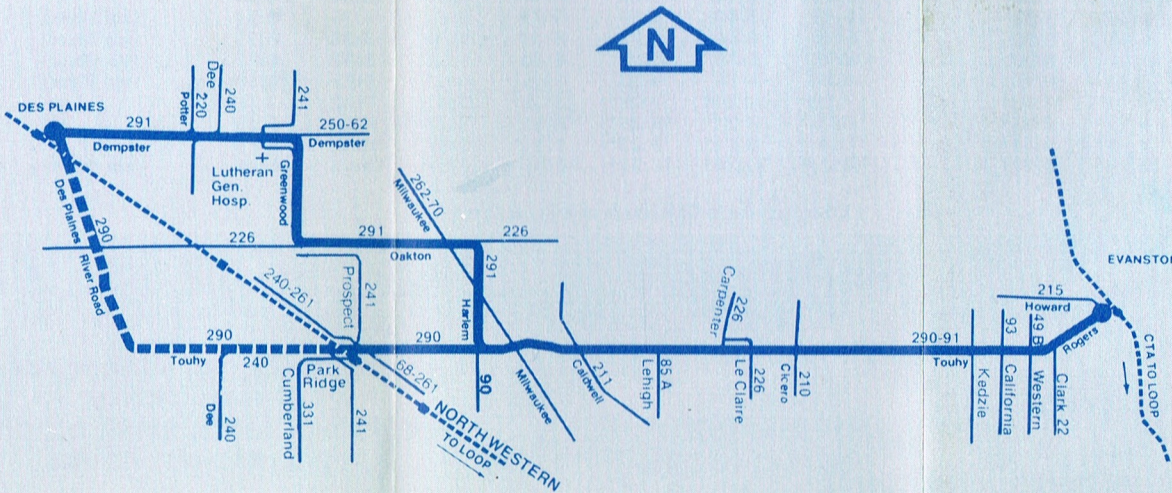 N
DES PLAINES
291
Dempster
Potter
220
Dee
240
241
250-62
Dempster
Lutheran
Gen.
Hosp.
Greenwood
262-70
Milwaukee
Des Plaines River Road
290
226
291
Oakton
226
240-261
Prospect
241
291
Harlem
290
Touhy
240
Dee
240
Park
Ridge
Cumberland
331
241
68-261
290
90
Milwaukee
NORTH WESTERN
TO LOOP
Caldwell
211
Lehigh
85 A
Carpenter
226
Le Claire
226
Cicero
210
290-91
Touhy
Kedzie
California
93
Western
49 B
Clark 22
Rogers
215
Howard
EVANSTON
CTA TO LOOP